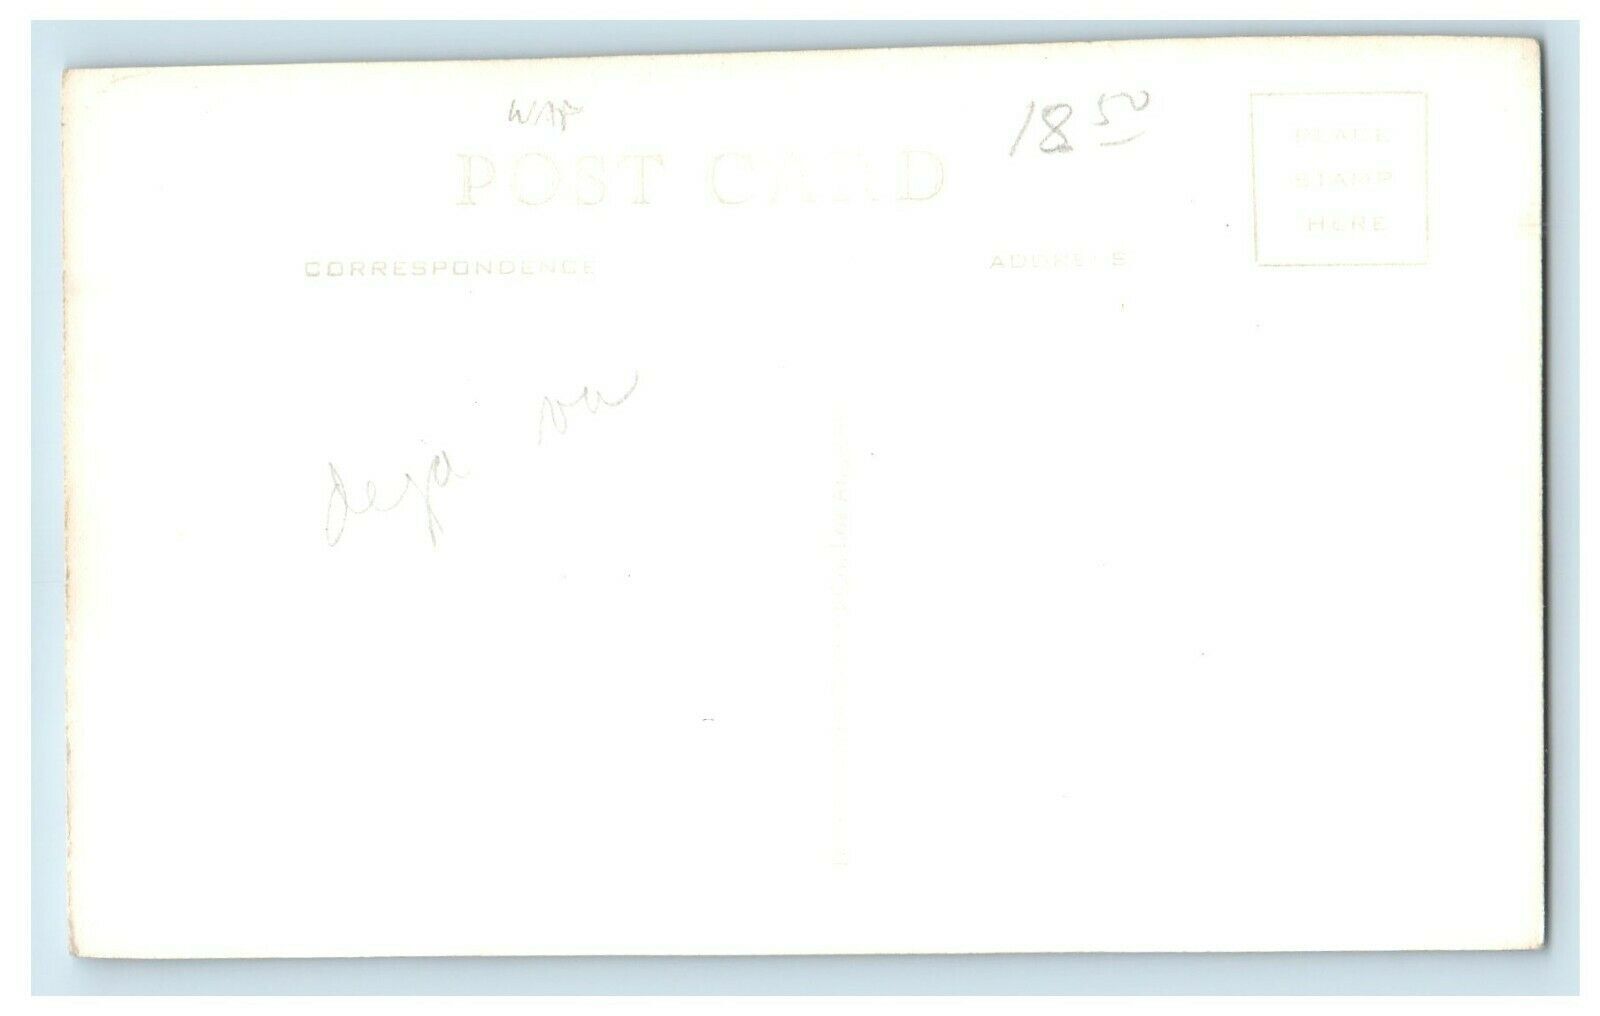 WAF
18 50
POST CARD
PLACE
STAMP
HERE
CORRESPONDENCE
ADDRESS
deja vu